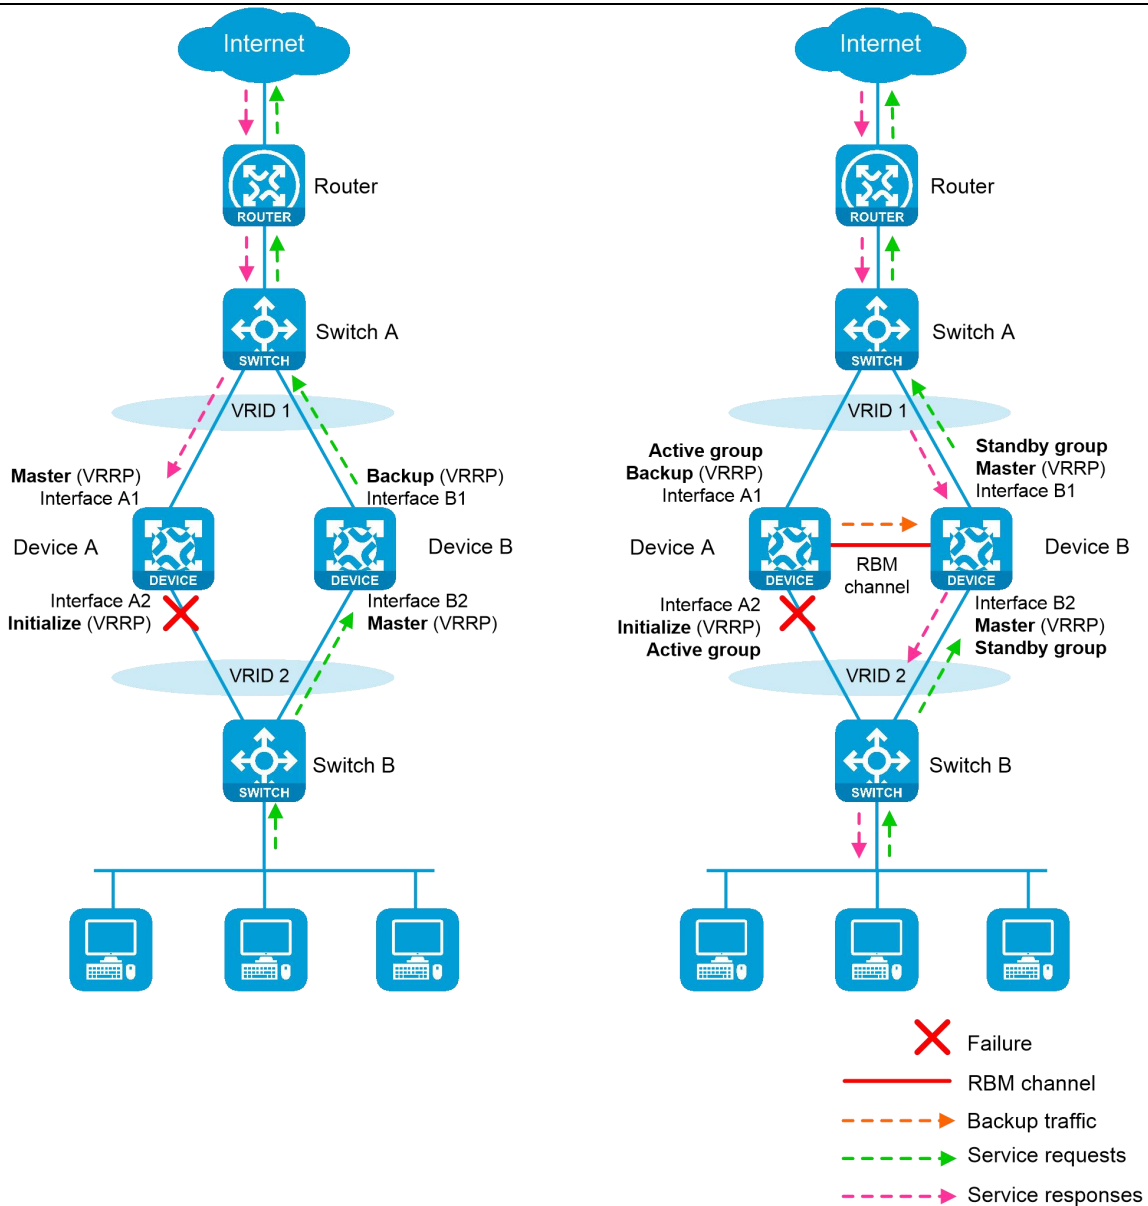 Internet
ROUTER
Router
SWITCH
Switch A
VRID 1
Master (VRRP)
Interface A1
Backup (VRRP)
Interface B1
Device A
DEVICE
DEVICE
Device B
Interface A2
Initialize (VRRP)
Interface B2
Master (VRRP)
VRID 2
SWITCH
Switch B
Internet
ROUTER
Router
SWITCH
Switch A
VRID 1
Active group
Backup (VRRP)
Interface A1
Standby group
Master (VRRP)
Interface B1
Device A
DEVICE
RBM
channel
DEVICE
Device B
Interface A2
Initialize (VRRP)
Active group
Interface B2
Master (VRRP)
Standby group
VRID 2
SWITCH
Switch B
Failure
RBM channel
Backup traffic
Service requests
Service responses